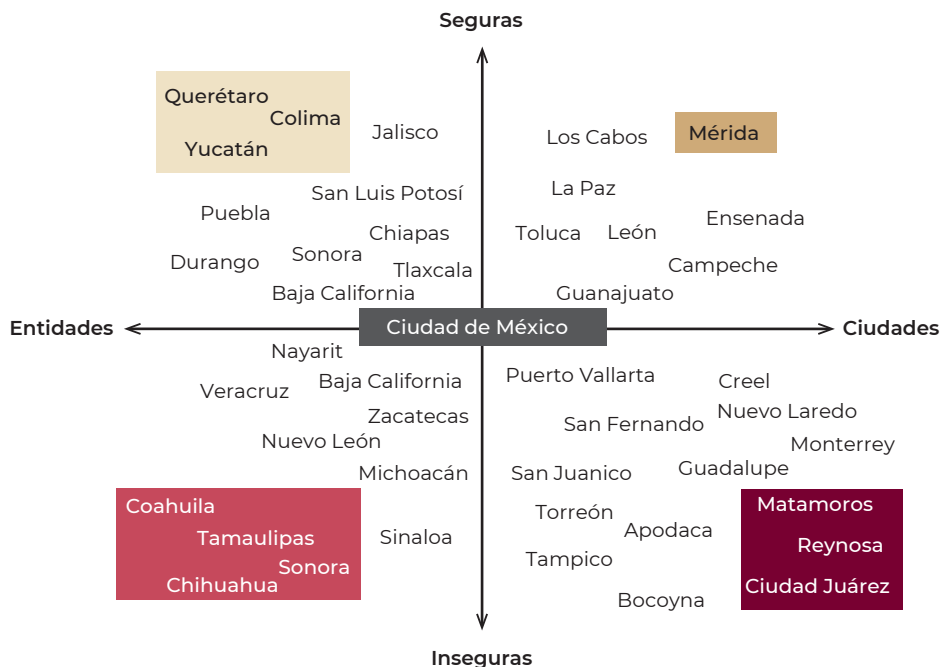 Seguras
Querétaro
Colima
Yucatán
Jalisco
Los Cabos
Mérida
San Luis Potosí
La Paz
Puebla
Chiapas
Toluca
León
Ensenada
Durango
Sonora
Tlaxcala
Campeche
Baja California
Guanajuato
Entidades
Ciudad de México
Ciudades
Nayarit
Veracruz
Baja California
Zacatecas
Nuevo León
Michoacán
Puerto Vallarta
Creel
San Fernando
Nuevo Laredo
Monterrey
San Juanico
Guadalupe
Coahuila
Tamaulipas
Sonora
Chihuahua
Sinaloa
Torreón
Apodaca
Tampico
Bocoyna
Matamoros
Reynosa
Ciudad Juárez
Inseguras